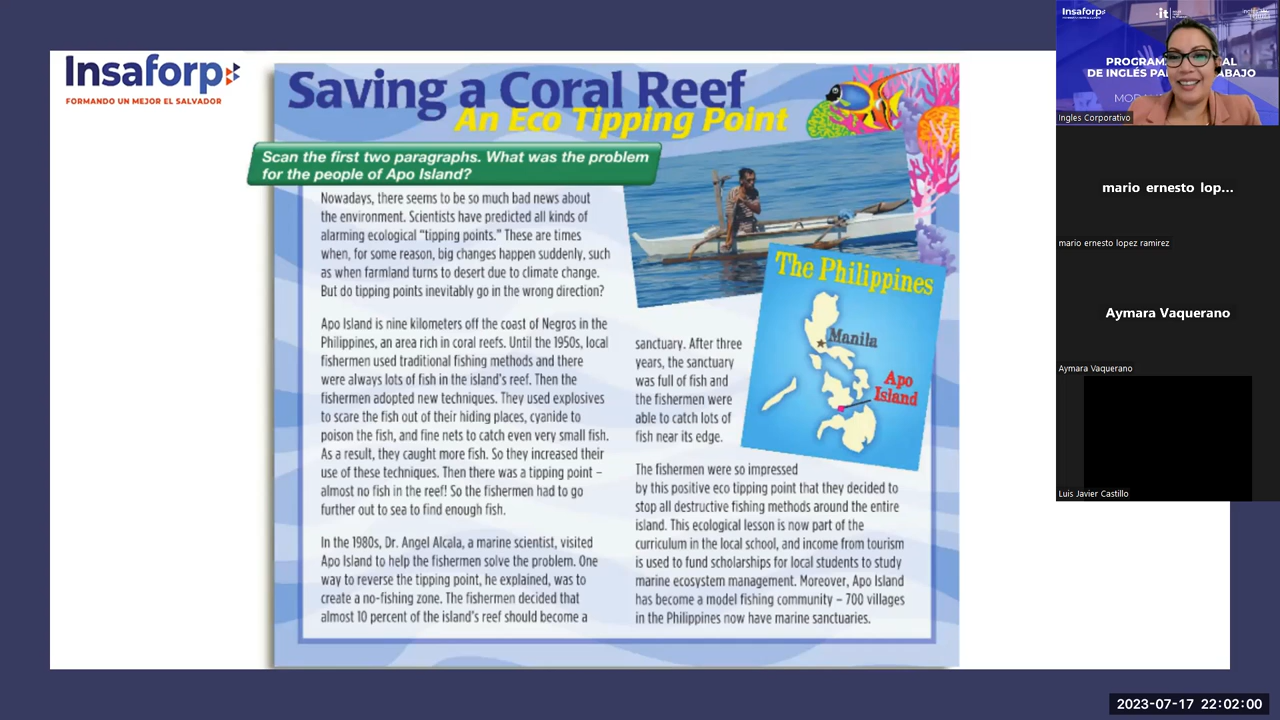 Insaforp
FORMANDO UN MEJOR EL SALVADOR
Saving a Coral Reef
An Eco Tipping Point
Scan the first two paragraphs. What was the problem
for the people of Apo Island?
Nowadays, there seems to be so much bad news about
the environment. Scientists have predicted all kinds of
alarming ecological “tipping points.” These are times
when, for some reason, big changes happen suddenly, such
as when farmland turns to desert due to climate change.
But do tipping points inevitably go in the wrong direction?
Apo Island is nine kilometers off the coast of Negros in the
Philippines, an area rich in coral reefs. Until the 1950s, local
fishermen used traditional fishing methods and there
were always lots of fish in the island's reef. Then the
fishermen adopted new techniques. They used explosives
to scare the fish out of their hiding places, cyanide to
poison the fish, and fine nets to catch even very small fish.
As a result, they caught more fish. So they increased their
use of these techniques. Then there was a tipping point –
almost no fish in the reef! So the fishermen had to go
further out to sea to find enough fish.
In the 1980s, Dr. Angel Alcala, a marine scientist, visited
Apo Island to help the fishermen solve the problem. One
way to reverse the tipping point, he explained, was to
create a no-fishing zone. The fishermen decided that
almost 10 percent of the island's reef should become a
The Philippines
Manila
Apo
Island
sanctuary. After three
years, the sanctuary
was full of fish and
the fishermen were
able to catch lots of
fish near its edge.
The fishermen were so impressed
by this positive eco tipping point that they decided to
stop all destructive fishing methods around the entire
island. This ecological lesson is now part of the
curriculum in the local school, and income from tourism
is used to fund scholarships for local students to study
marine ecosystem management. Moreover, Apo Island
has become a model fishing community – 700 villages
in the Philippines now have marine sanctuaries.
Insaforp
it
DE INGLÉS PA
Ingles Corporativo
mario ernesto lop...
mario ernesto lopez ramirez
Aymara Vaquerano
Aymara Vaquerano
Luis Javier Castillo
2023-07-17 22:02:00